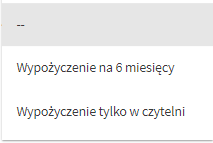 --
Wypożyczenie na 6 miesięcy
Wypożyczenie tylko w czytelni